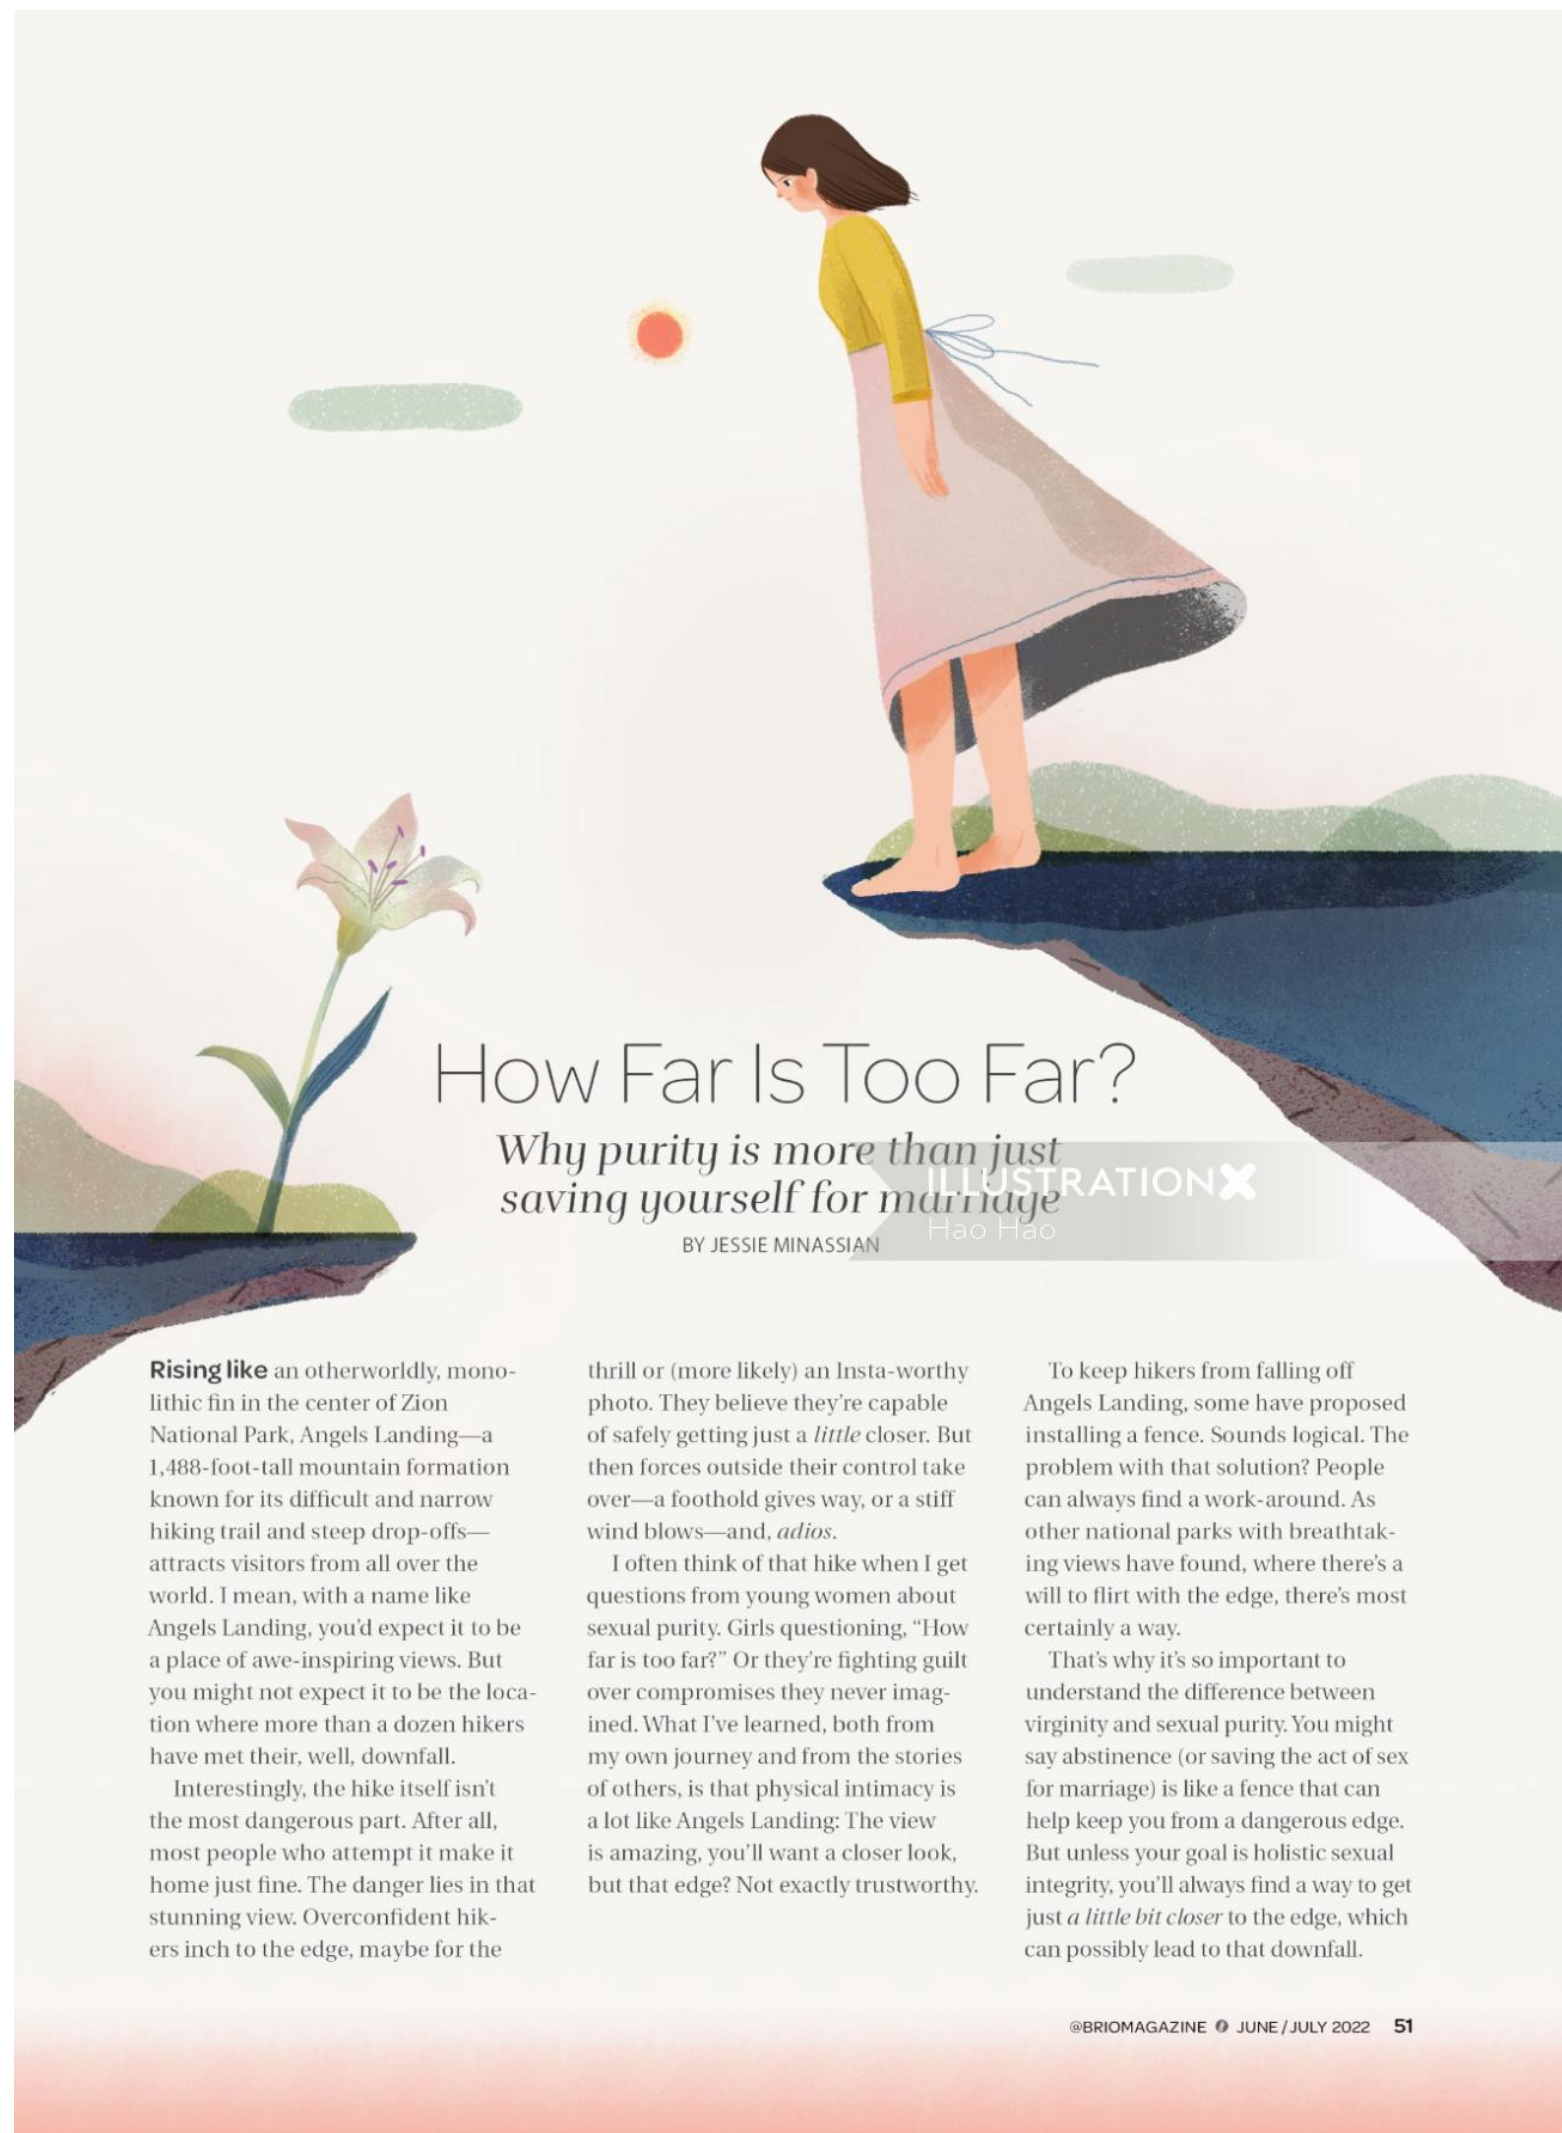 How Far Is Too Far?
Why purity is more than just
saving yourself for marriage
BY JESSIE MINASSIAN
ILLUSTRATIONX
Hao Hao
Rising like an otherworldly, mono-
lithic fin in the center of Zion
National Park, Angels Landing—a
1,488-foot-tall mountain formation
known for its difficult and narrow
hiking trail and steep drop-offs—
attracts visitors from all over the
world. I mean, with a name like
Angels Landing, you’d expect it to be
a place of awe-inspiring views. But
you might not expect it to be the loca-
tion where more than a dozen hikers
have met their, well, downfall.
Interestingly, the hike itself isn’t
the most dangerous part. After all,
most people who attempt it make it
home just fine. The danger lies in that
stunning view. Overconfident hik-
ers inch to the edge, maybe for the
thrill or (more likely) an Insta-worthy
photo. They believe they’re capable
of safely getting just a little closer. But
then forces outside their control take
over—a foothold gives way, or a stiff
wind blows—and, adios.
I often think of that hike when I get
questions from young women about
sexual purity. Girls questioning, “How
far is too far?” Or they’re fighting guilt
over compromises they never imag-
ined. What I’ve learned, both from
my own journey and from the stories
of others, is that physical intimacy is
a lot like Angels Landing: The view
is amazing, you’ll want a closer look,
but that edge? Not exactly trustworthy.
To keep hikers from falling off
Angels Landing, some have proposed
installing a fence. Sounds logical. The
problem with that solution? People
can always find a work-around. As
other national parks with breathtak-
ing views have found, where there’s a
will to flirt with the edge, there’s most
certainly a way.
That’s why it’s so important to
understand the difference between
virginity and sexual purity. You might
say abstinence (or saving the act of sex
for marriage) is like a fence that can
help keep you from a dangerous edge.
But unless your goal is holistic sexual
integrity, you’ll always find a way to get
just a little bit closer to the edge, which
can possibly lead to that downfall.
@BRIOMAGAZINE JUNE/JULY 2022 51